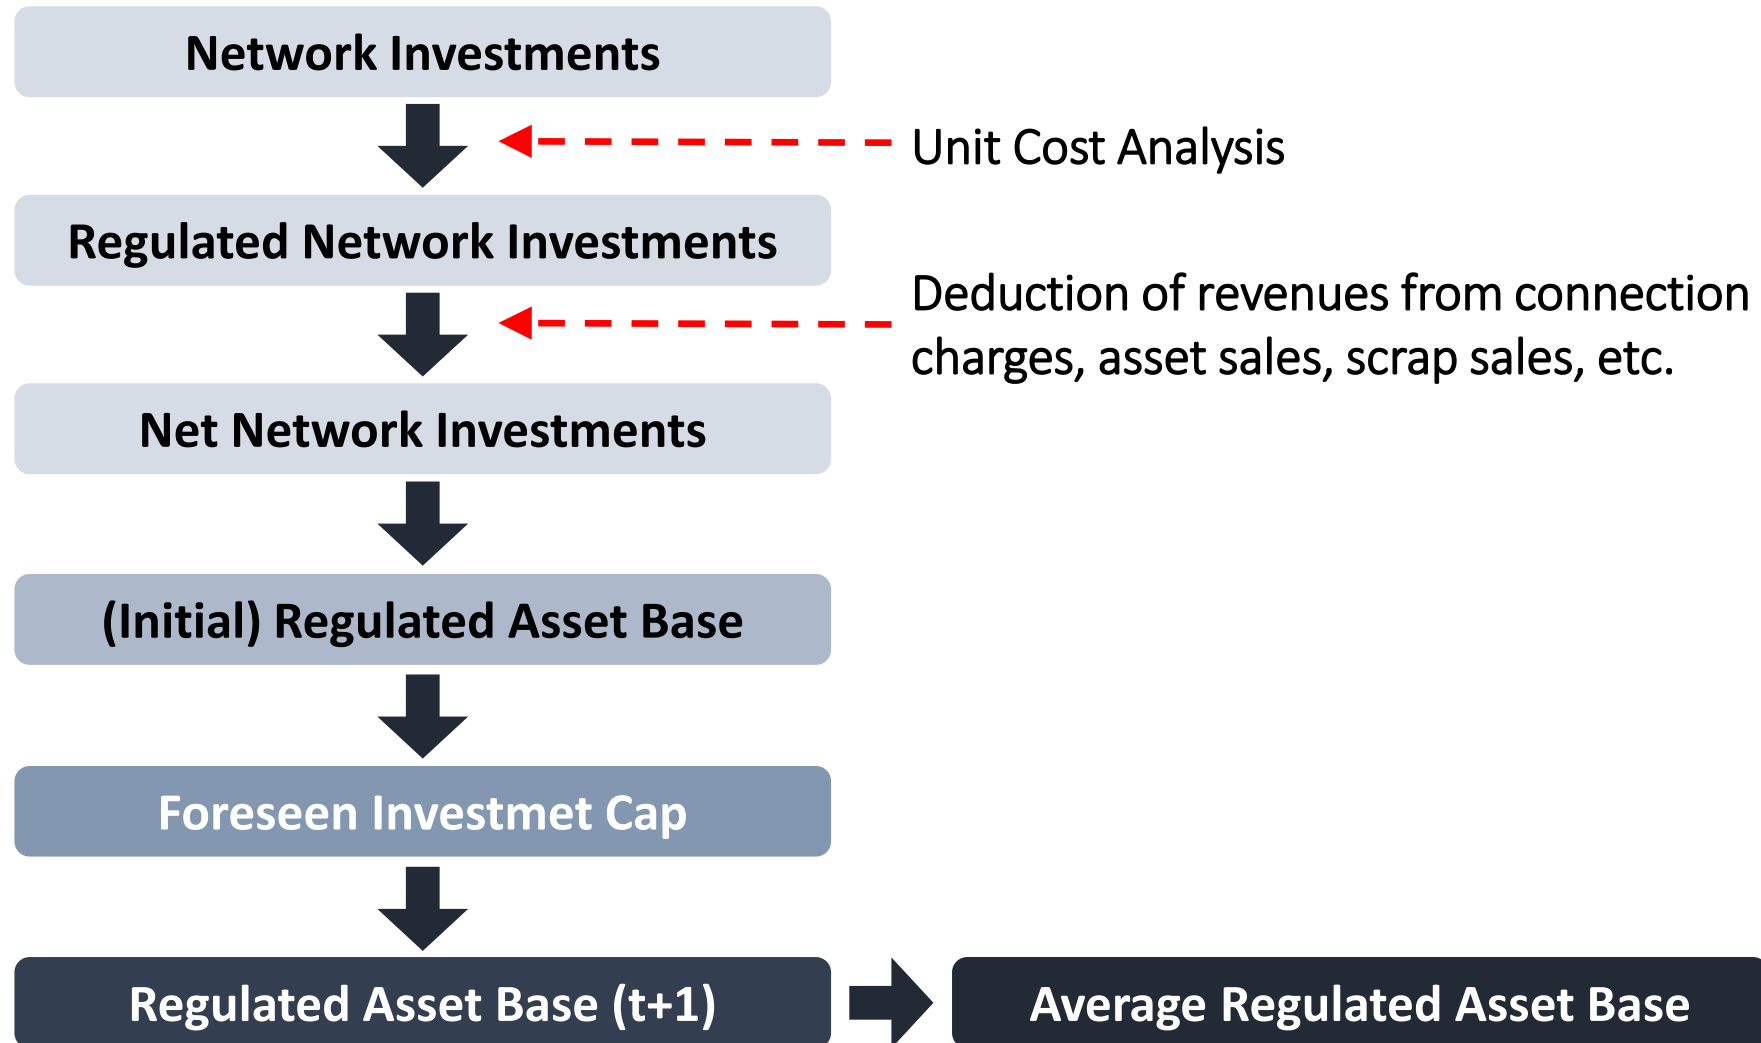 Network Investments
Unit Cost Analysis
Regulated Network Investments
Deduction of revenues from connection
charges, asset sales, scrap sales, etc.
Net Network Investments
(Initial) Regulated Asset Base
Foreseen Investmet Cap
Regulated Asset Base (t+1)
Average Regulated Asset Base